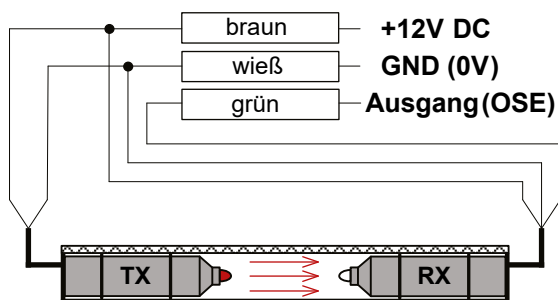 braun +12V DC
wieß GND (0V)
grün Ausgang(OSE)
TX RX